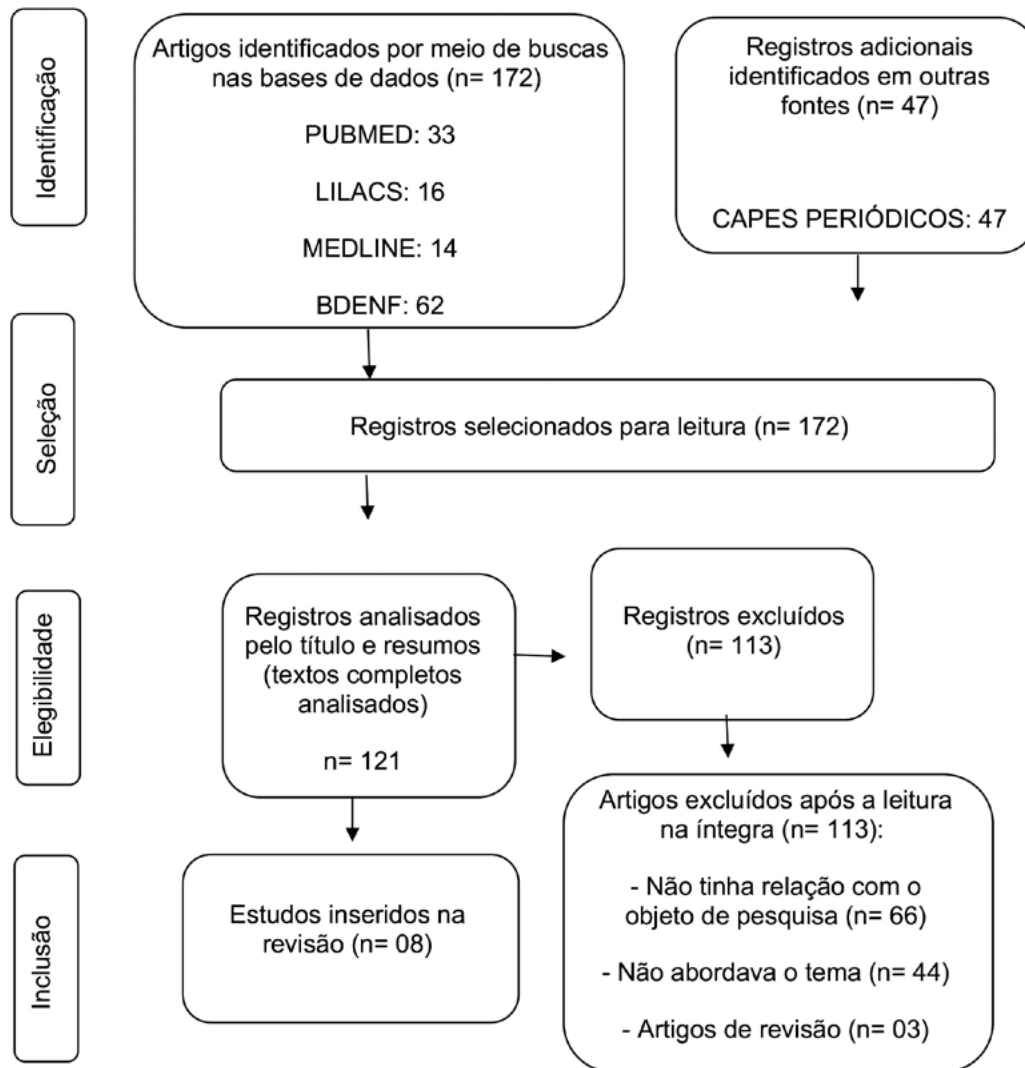 Identificação
Artigos identificados por meio de buscas
nas bases de dados (n= 172)
PUBMED: 33
LILACS: 16
MEDLINE: 14
BDENF: 62
Registros adicionais
identificados em outras
fontes (n= 47)
CAPES PERIÓDICOS: 47
Seleção
Registros selecionados para leitura (n= 172)
Elegibilidade
Registros analisados
pelo título e resumos
(textos completos
analisados)
n= 121
Registros excluídos
(n= 113)
Inclusão
Estudos inseridos na
revisão (n= 08)
Artigos excluídos após a leitura
na íntegra (n= 113):
- Não tinha relação com o
objeto de pesquisa (n= 66)
- Não abordava o tema (n= 44)
- Artigos de revisão (n= 03)